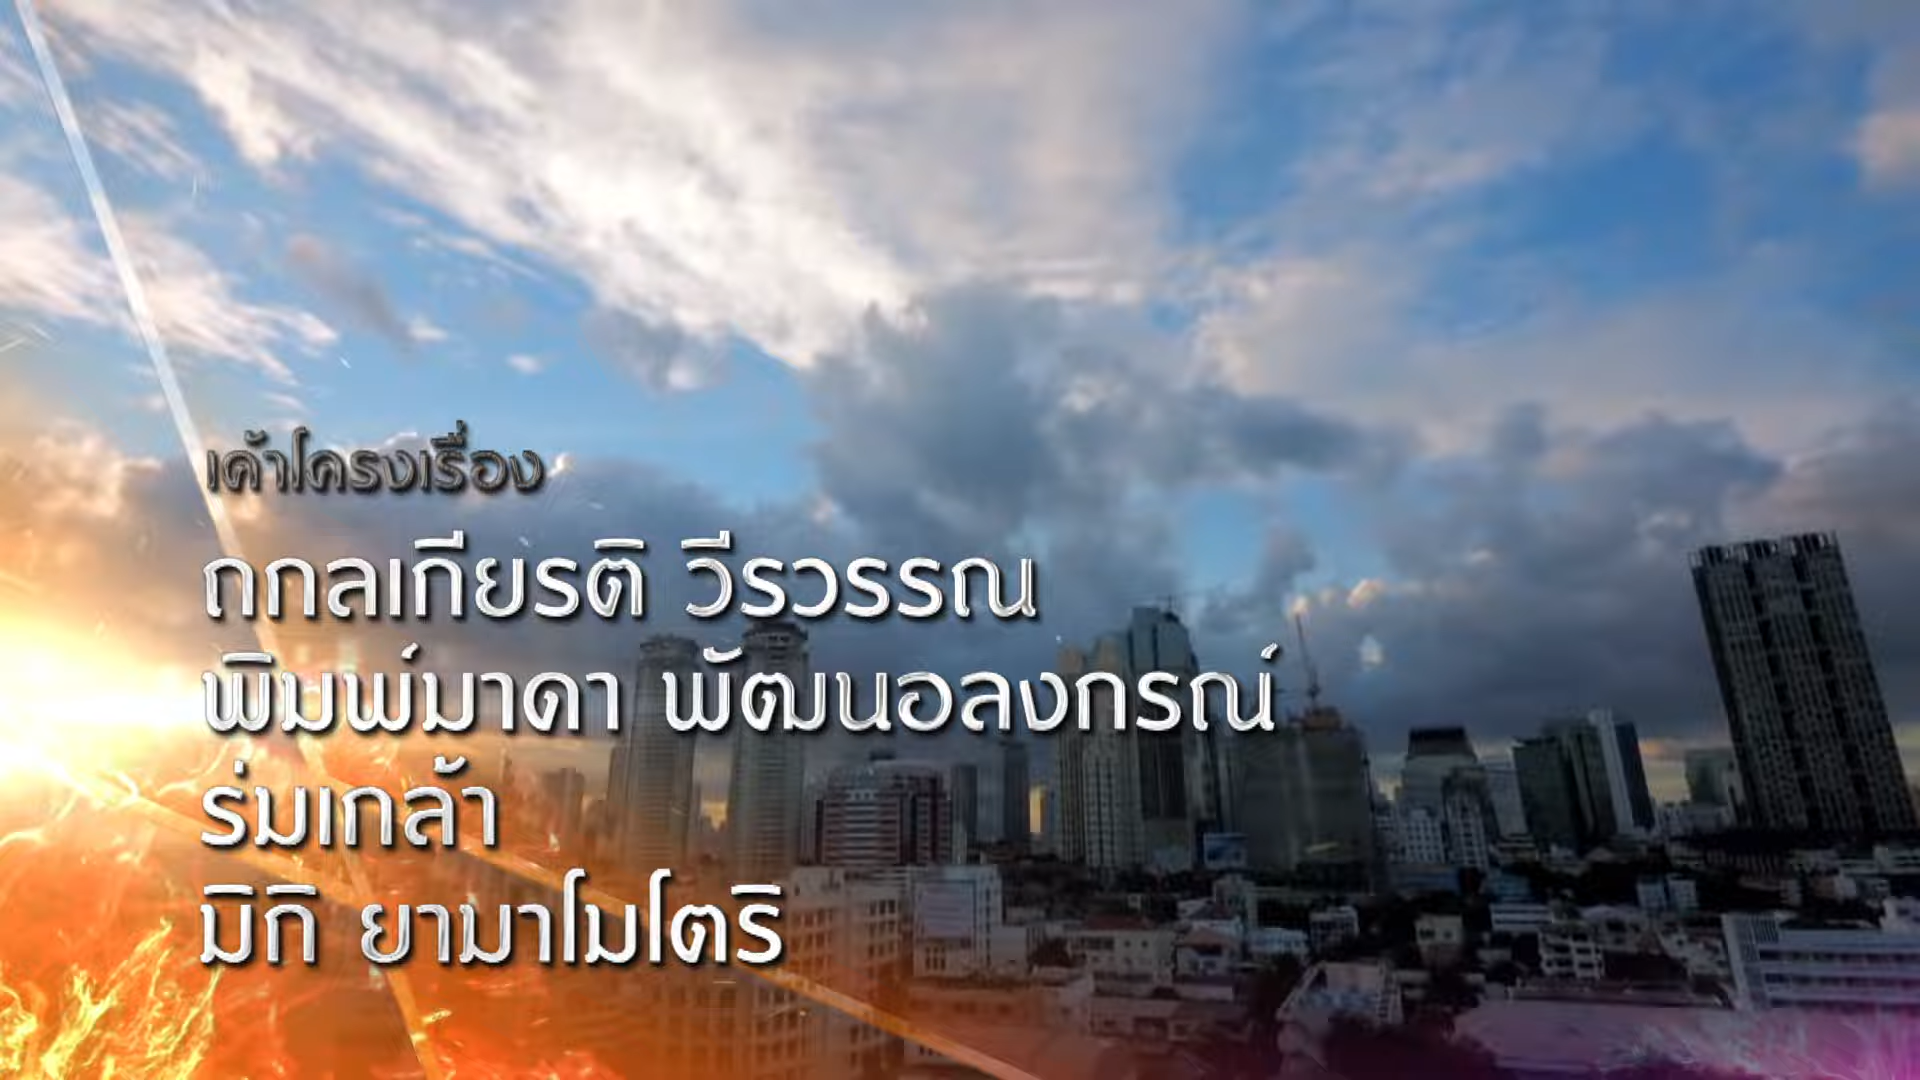 เค้าโครงเรื่อง
ถกลเกียรติ วีรวรรณ
พิมพ์มาดา พัฒนอลงกรณ์
ร่มเกล้า
มิกิ ยามาโมโตริ